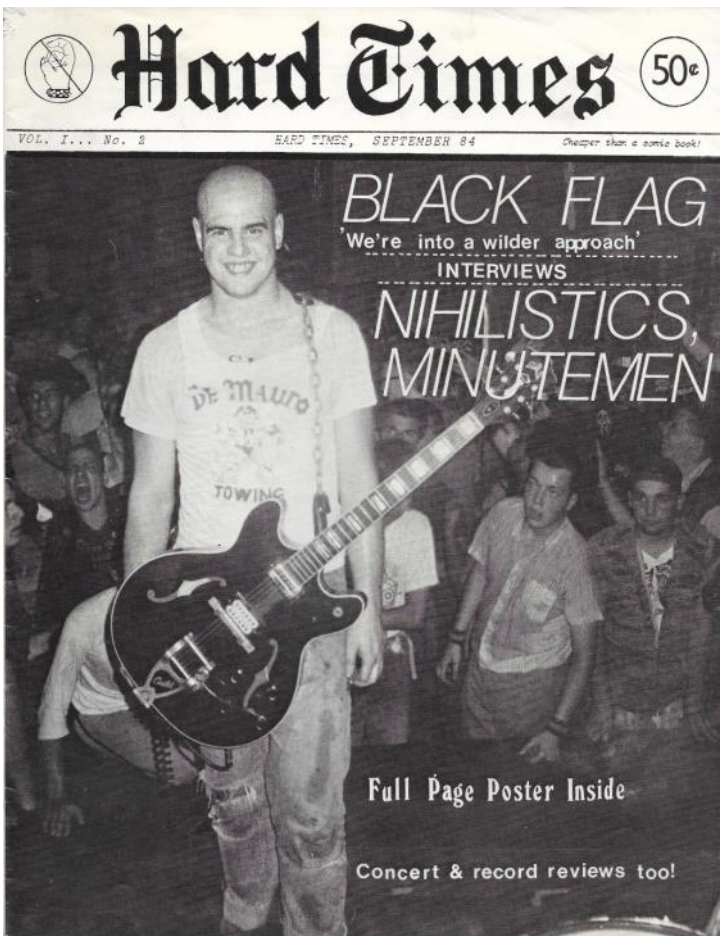 Hard Times
50¢
VOL. I... No. 2
HARD TIMES, SEPTEMBER 84
Cheaper than a comic book!
BLACK FLAG
'We're into a wilder approach'
INTERVIEWS
NIHILISTICS,
MINUTEMEN
DE MAURO
TOWING
Guild
Full Page Poster Inside
Concert & record reviews too!